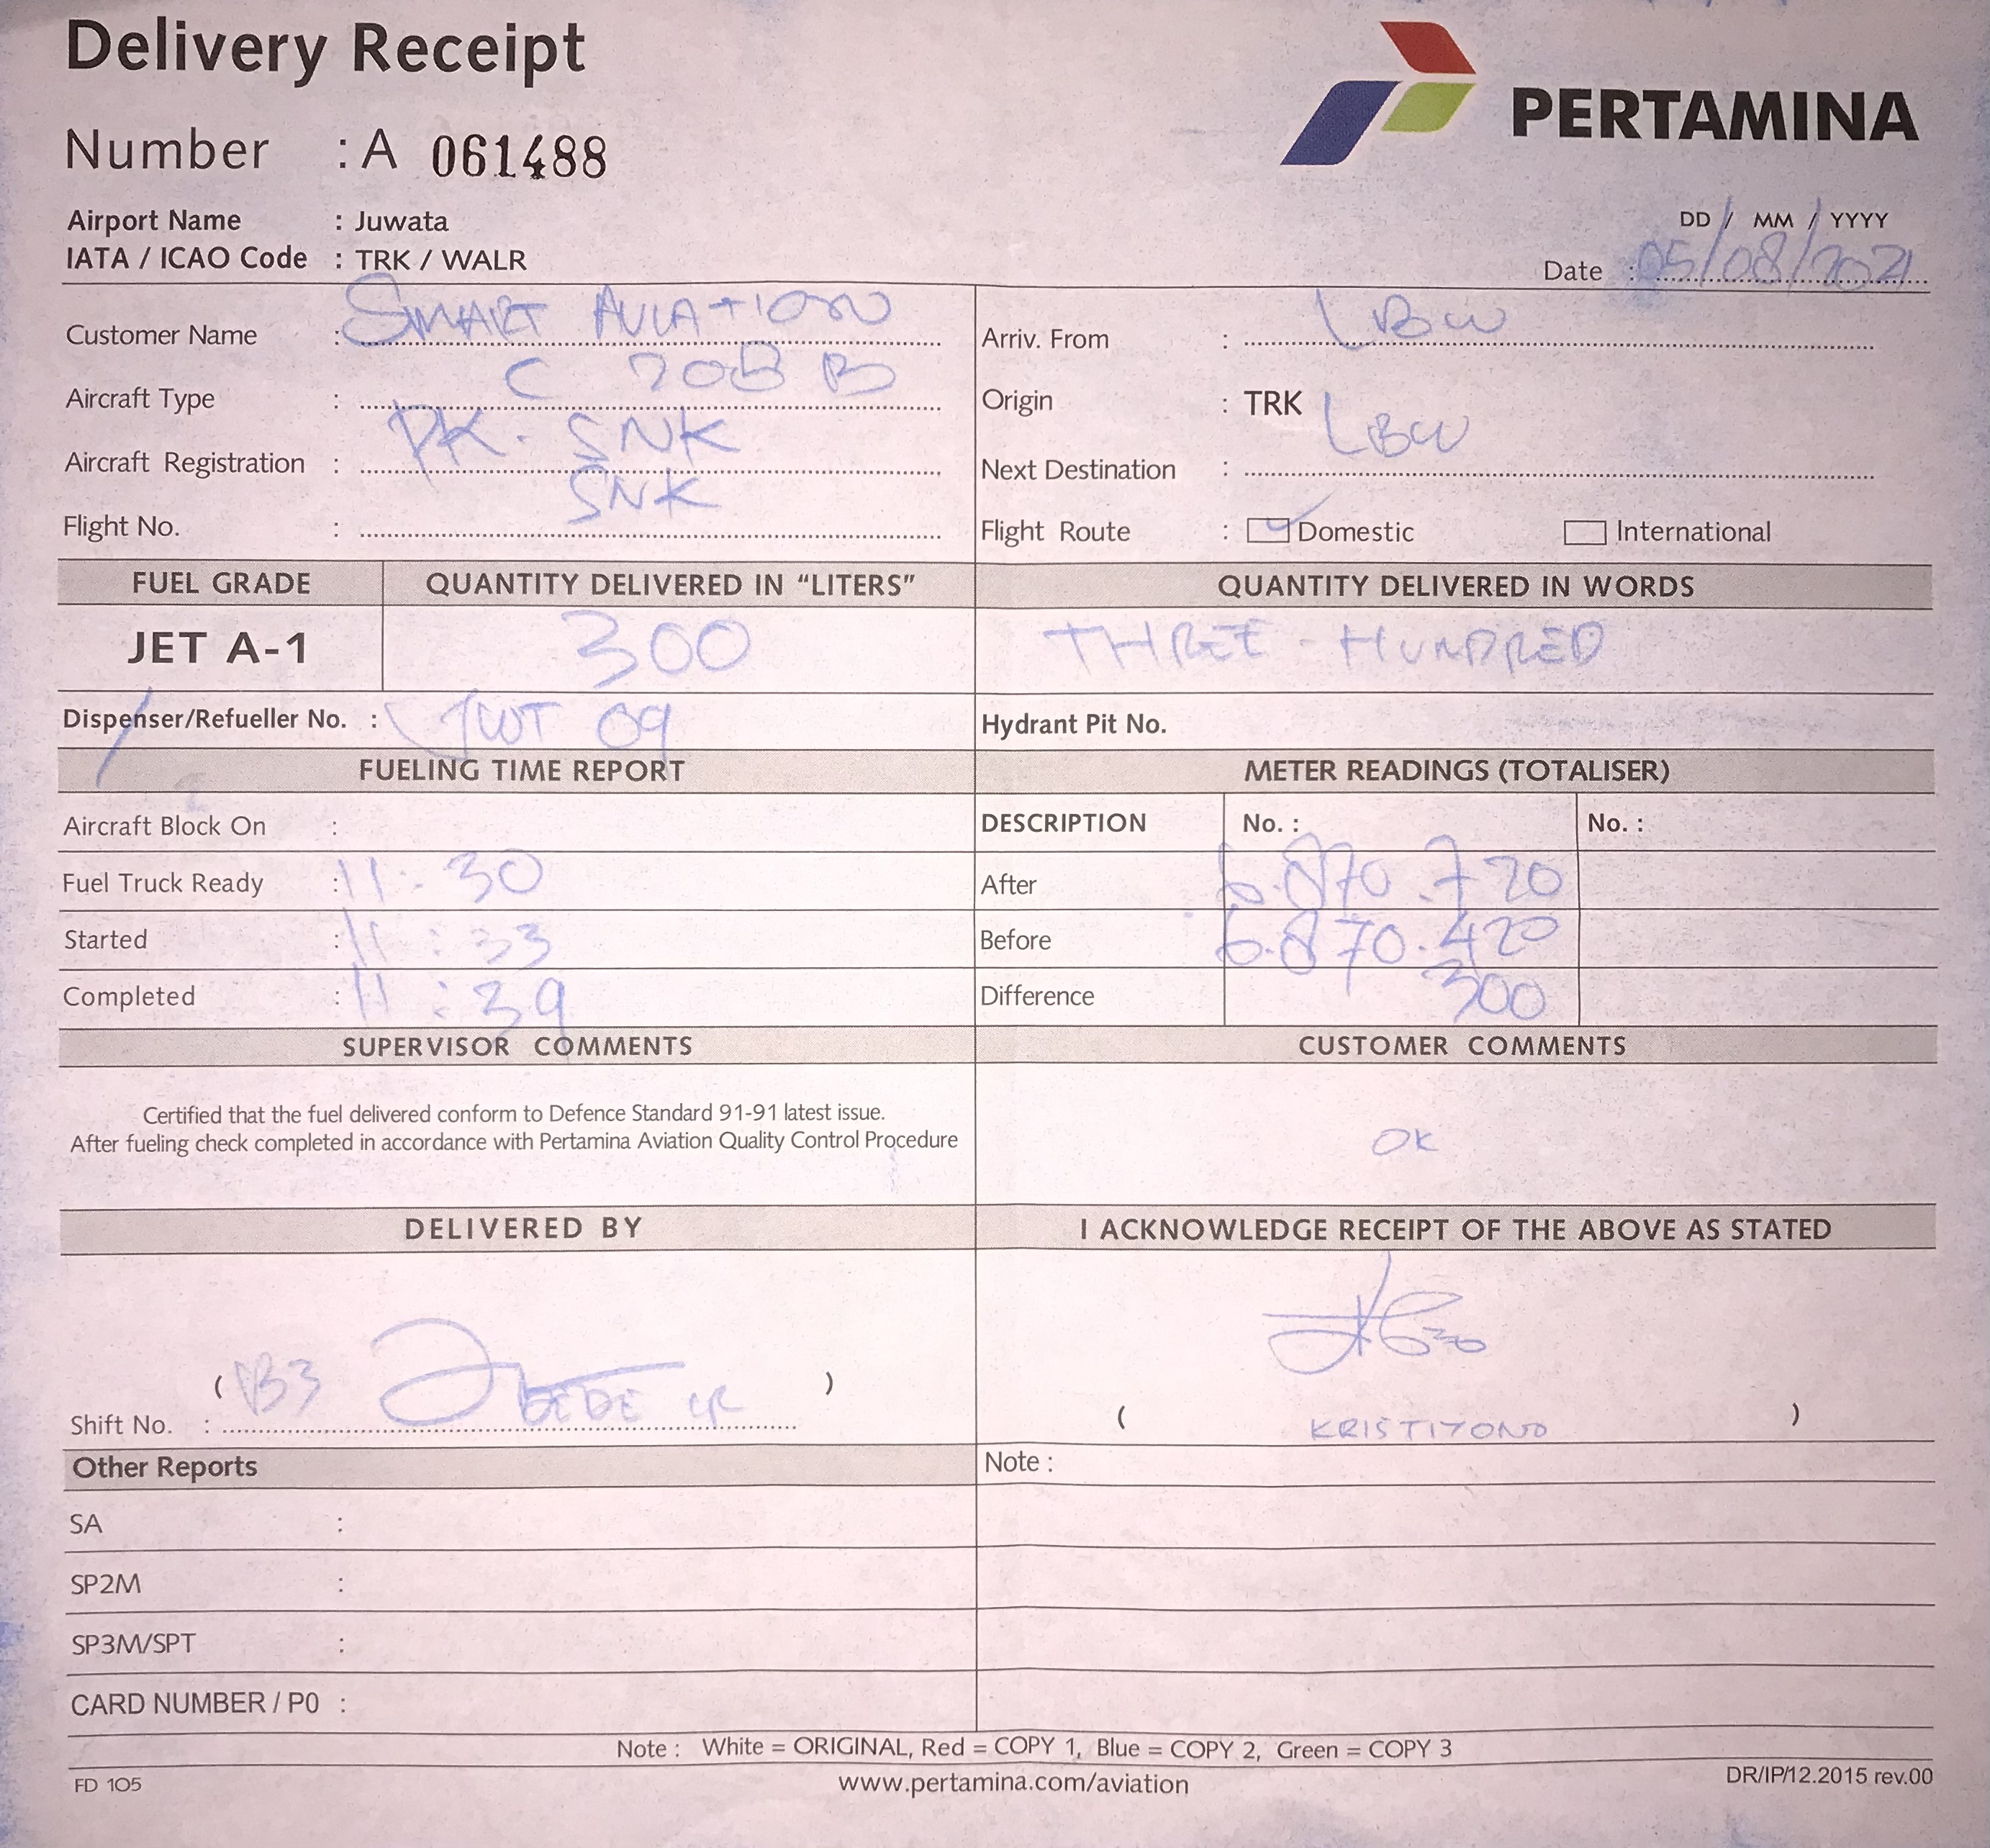 Delivery Receipt
PERTAMINA
Number : A 061488
Airport Name : Juwata
IATA / ICAO Code : TRK / WALR
DD / MM / YYYY
Date : 05/08/2021
Customer Name : SMART AVIATION
Arriv. From : LBW
Aircraft Type : C 208 B
Origin : TRK
Aircraft Registration : PK - SNK
Next Destination : LBW
Flight No. : SNK
Flight Route : Domestic International
FUEL GRADE QUANTITY DELIVERED IN “LITERS” QUANTITY DELIVERED IN WORDS
JET A-1 300 THREE - HUNDRED
Dispenser/Refueller No. : JWT 09 Hydrant Pit No.
FUELING TIME REPORT METER READINGS (TOTALISER)
Aircraft Block On : DESCRIPTION No. : No. :
Fuel Truck Ready : 11:30 After 6.870.720
Started : 11:33 Before 6.870.420
Completed : 11:39 Difference 300
SUPERVISOR COMMENTS CUSTOMER COMMENTS
Certified that the fuel delivered conform to Defence Standard 91-91 latest issue.
After fueling check completed in accordance with Pertamina Aviation Quality Control Procedure
OK
DELIVERED BY I ACKNOWLEDGE RECEIPT OF THE ABOVE AS STATED
( B3 DEDE )
Shift No. :
( KRISTIYONO )
Other Reports Note :
SA :
SP2M :
SP3M/SPT :
CARD NUMBER / P0 :
Note : White = ORIGINAL, Red = COPY 1, Blue = COPY 2, Green = COPY 3
FD 105 www.pertamina.com/aviation DR/IP/12.2015 rev.00